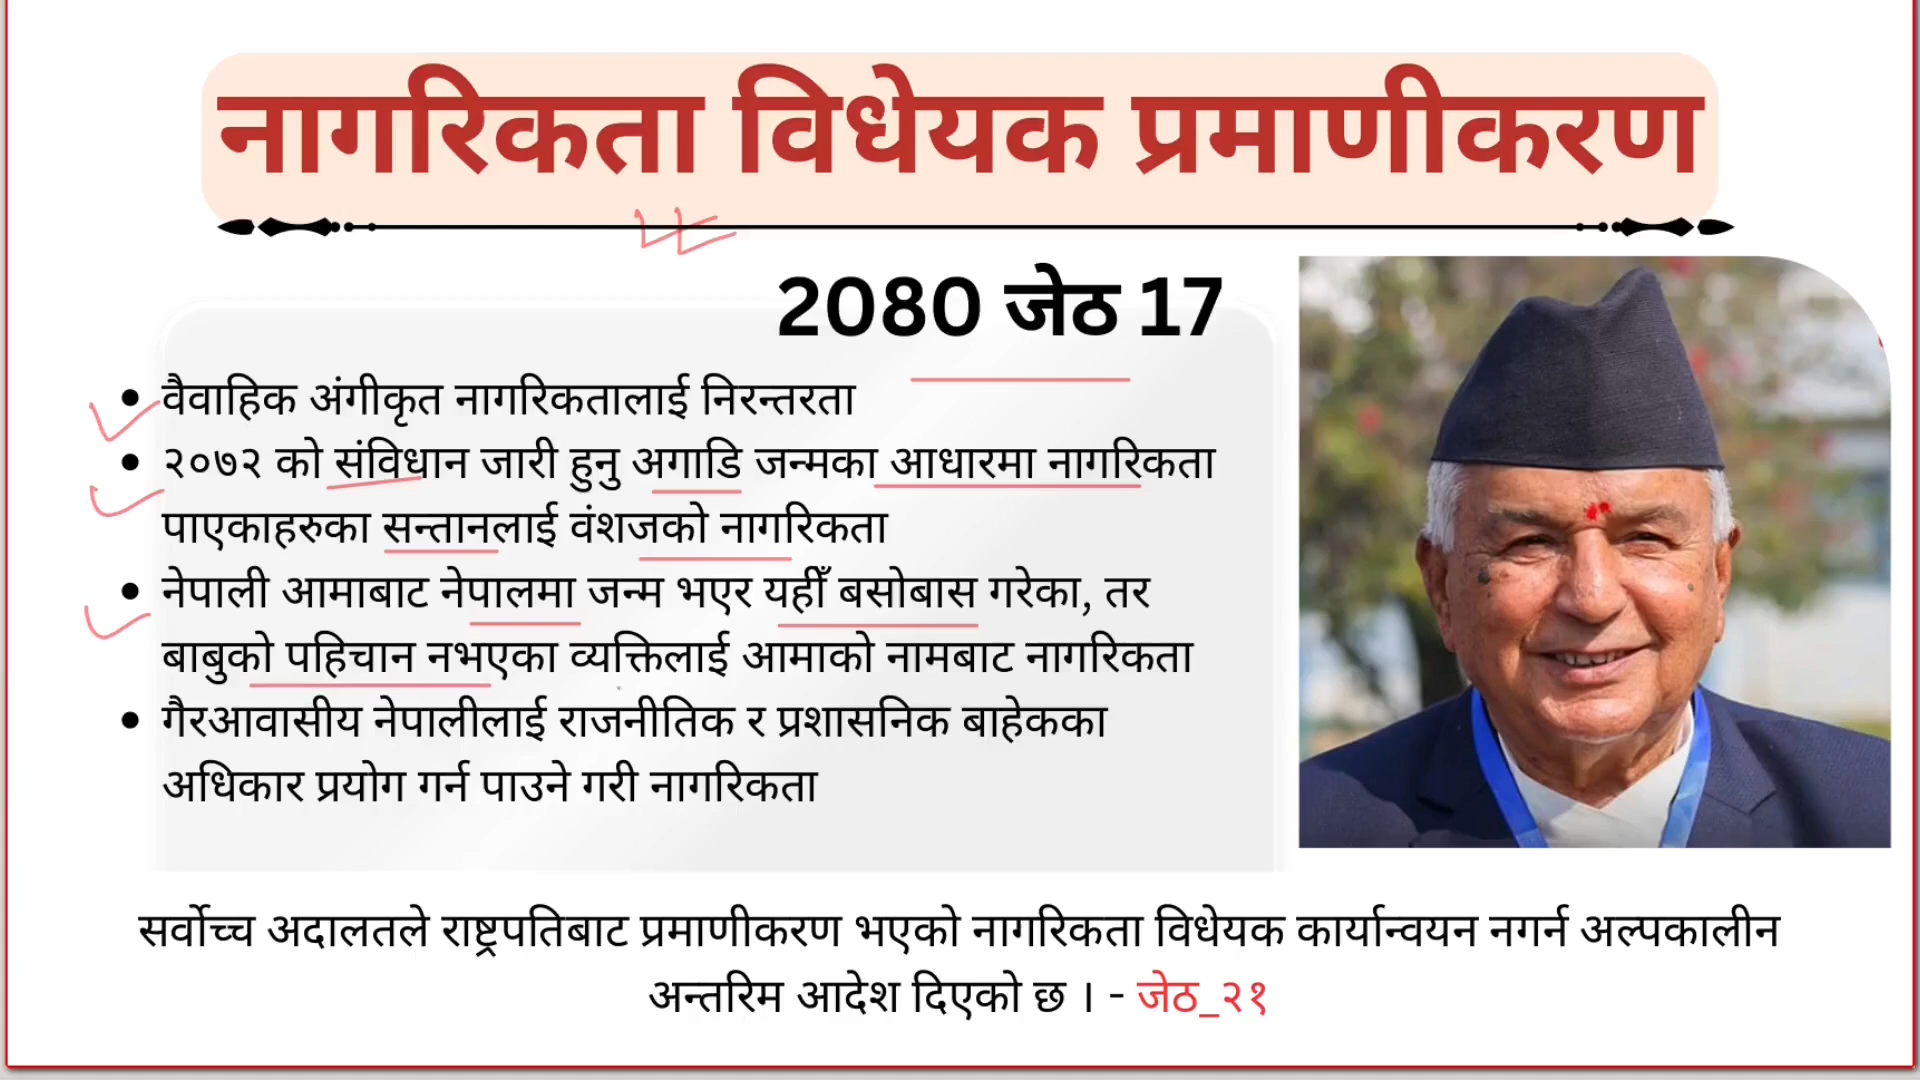 नागरिकता विधेयक प्रमाणीकरण
2080 जेठ 17
• वैवाहिक अंगीकृत नागरिकतालाई निरन्तरता
• २०७२ को संविधान जारी हुनु अगाडि जन्मका आधारमा नागरिकता
पाएकाहरुका सन्तानलाई वंशजको नागरिकता
• नेपाली आमाबाट नेपालमा जन्म भएर यहीँ बसोबास गरेका, तर
बाबुको पहिचान नभएका व्यक्तिलाई आमाको नामबाट नागरिकता
• गैरआवासीय नेपालीलाई राजनीतिक र प्रशासनिक बाहेकका
अधिकार प्रयोग गर्न पाउने गरी नागरिकता
सर्वोच्च अदालतले राष्ट्रपतिबाट प्रमाणीकरण भएको नागरिकता विधेयक कार्यान्वयन नगर्न अल्पकालीन
अन्तरिम आदेश दिएको छ । - जेठ_२१